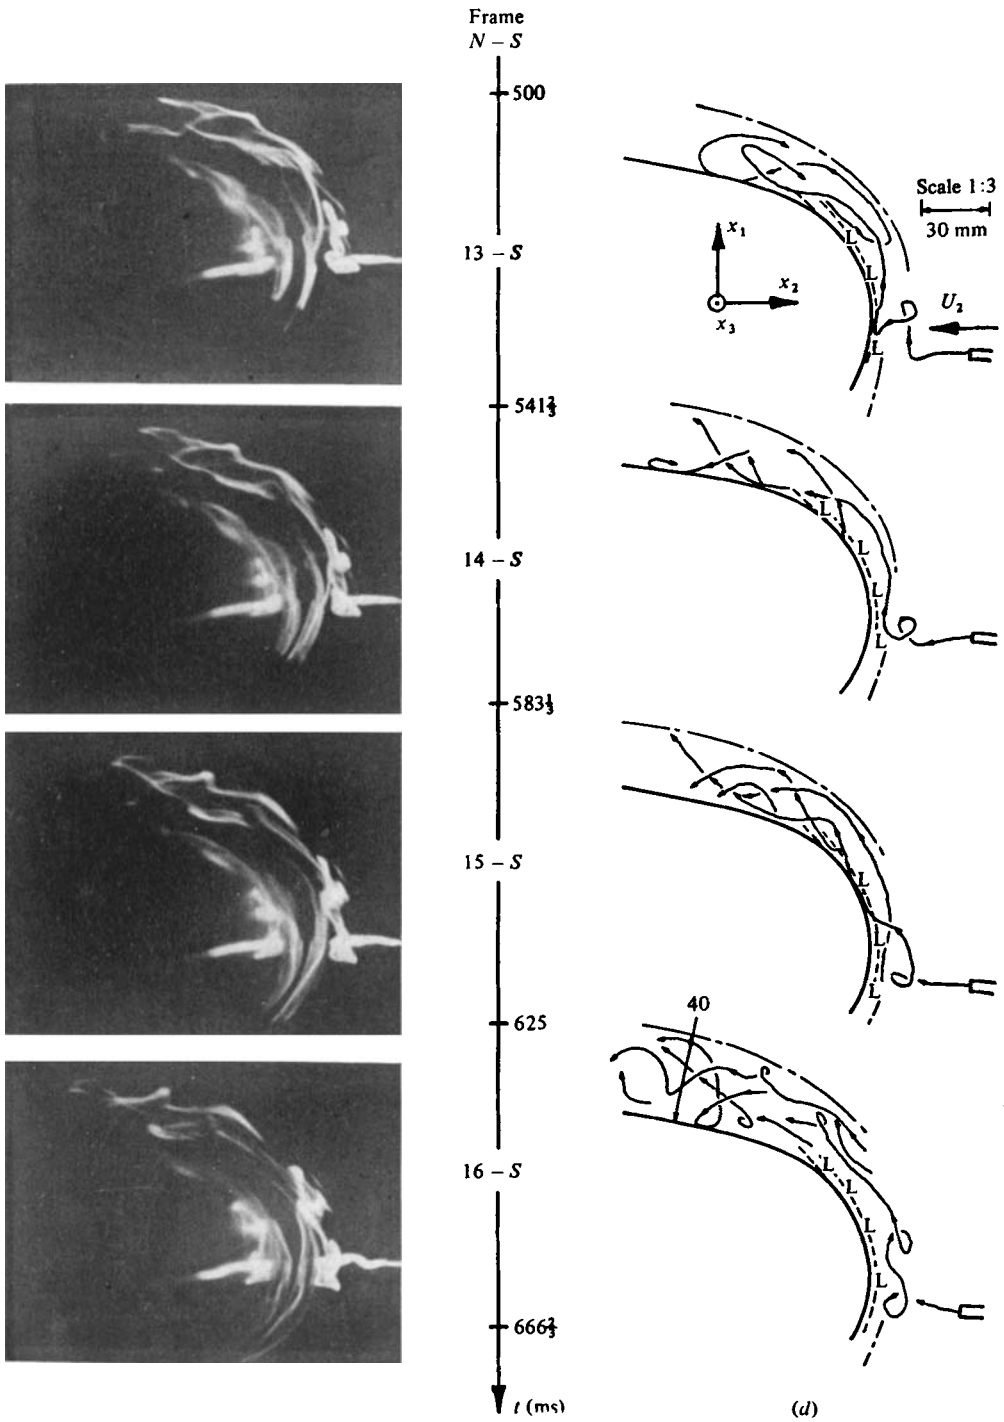 Frame
N – S
500
13 – S
541⅔
14 – S
583⅓
15 – S
625
16 – S
666⅔
t (ms)
Scale 1:3
30 mm
x₁
x₂
x₃
U₂
L
L
L
L
L
L
L
L
L
L
40
L
L
L
L
(d)